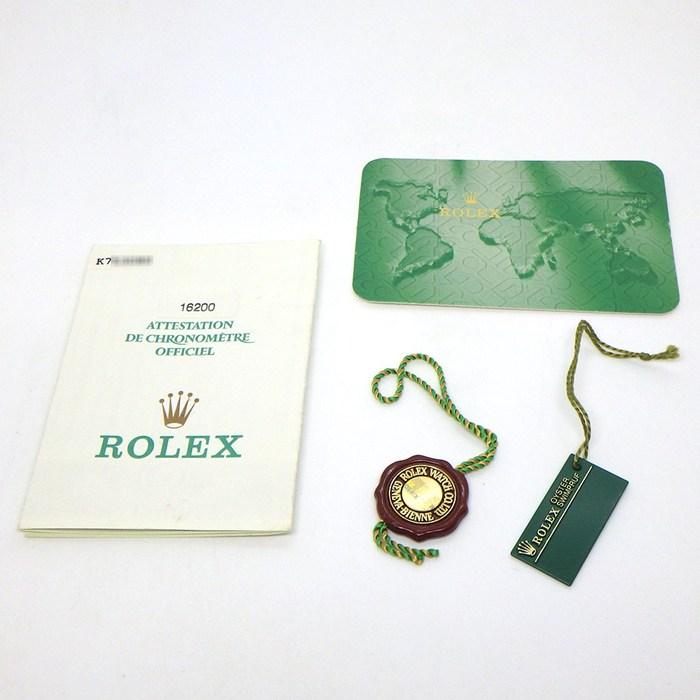 K7
16200
ATTESTATION
DE CHRONOMÈTRE
OFFICIEL
ROLEX
ROLEX
ROLEX WATCH CO LTD
GENEVA·BIENNE
OYSTER
SWIMPRUF
ROLEX